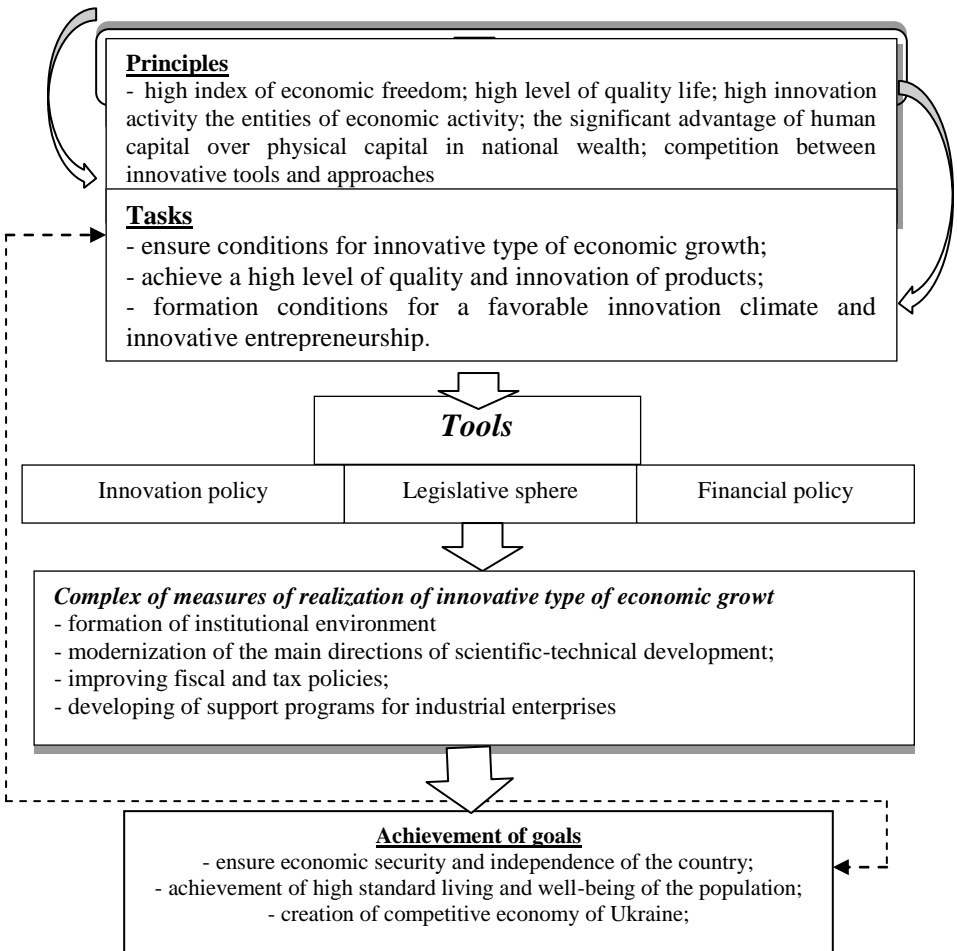 Principles
- high index of economic freedom; high level of quality life; high innovation
activity the entities of economic activity; the significant advantage of human
capital over physical capital in national wealth; competition between
innovative tools and approaches
Tasks
- ensure conditions for innovative type of economic growth;
- achieve a high level of quality and innovation of products;
- formation conditions for a favorable innovation climate and
innovative entrepreneurship.
Tools
Innovation policy
Legislative sphere
Financial policy
Complex of measures of realization of innovative type of economic growt
- formation of institutional environment
- modernization of the main directions of scientific-technical development;
- improving fiscal and tax policies;
- developing of support programs for industrial enterprises
Achievement of goals
- ensure economic security and independence of the country;
- achievement of high standard living and well-being of the population;
- creation of competitive economy of Ukraine;